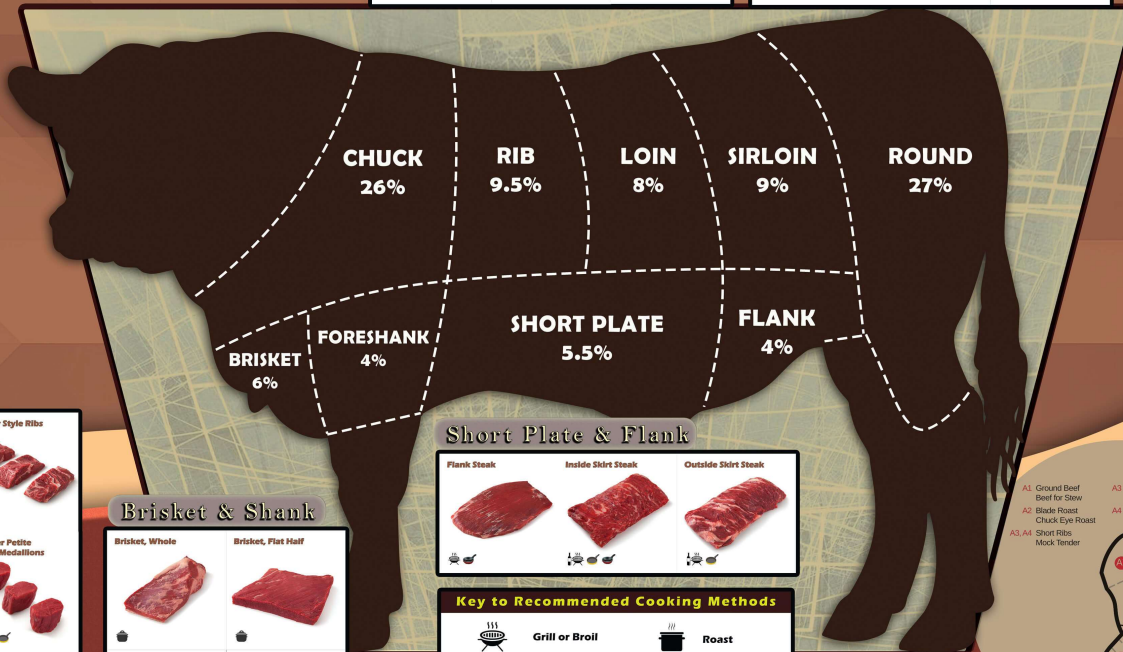 CHUCK
26%
RIB
9.5%
LOIN
8%
SIRLOIN
9%
ROUND
27%
BRISKET
6%
FORESHANK
4%
SHORT PLATE
5.5%
FLANK
4%
Style Ribs
Petite
Medallions
Brisket & Shank
Brisket, Whole
Brisket, Flat Half
Short Plate & Flank
Flank Steak
Inside Skirt Steak
Outside Skirt Steak
Key to Recommended Cooking Methods
Grill or Broil
Roast
A1 Ground Beef
Beef for Stew
A2 Blade Roast
Chuck Eye Roast
A3, A4 Short Ribs
Mock Tender
A3
A4